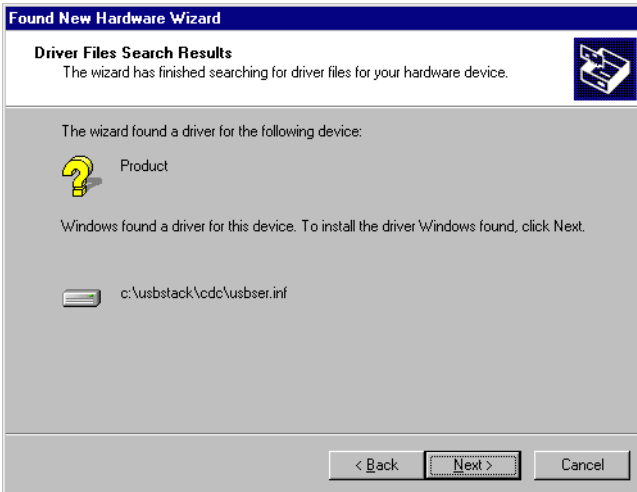 Found New Hardware Wizard
Driver Files Search Results
The wizard has finished searching for driver files for your hardware device.
The wizard found a driver for the following device:
Product
Windows found a driver for this device. To install the driver Windows found, click Next.
c:\usbstack\cdc\usbser.inf
< Back
Next >
Cancel